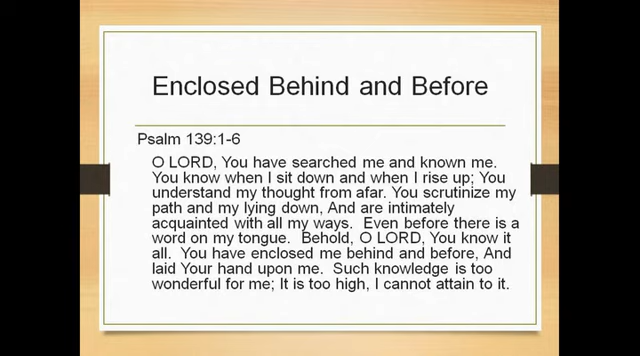 Enclosed Behind and Before
Psalm 139:1-6
O LORD, You have searched me and known me.
You know when I sit down and when I rise up; You
understand my thought from afar. You scrutinize my
path and my lying down, And are intimately
acquainted with all my ways.  Even before there is a
word on my tongue.  Behold, O LORD, You know it
all.  You have enclosed me behind and before, And
laid Your hand upon me.  Such knowledge is too
wonderful for me; It is too high, I cannot attain to it.